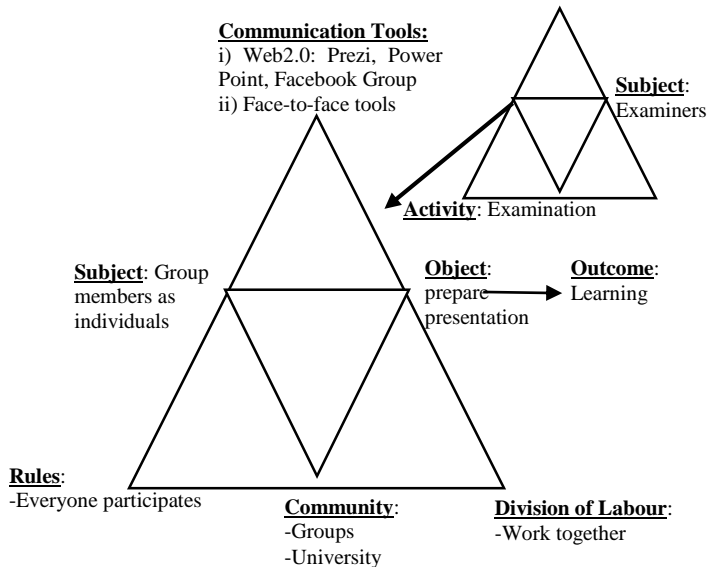 Communication Tools:
i) Web2.0: Prezi, Power
Point, Facebook Group
ii) Face-to-face tools
Subject:
Examiners
Activity: Examination
Subject: Group
members as
individuals
Object:
prepare
presentation
Outcome:
Learning
Rules:
-Everyone participates
Community:
-Groups
-University
Division of Labour:
-Work together